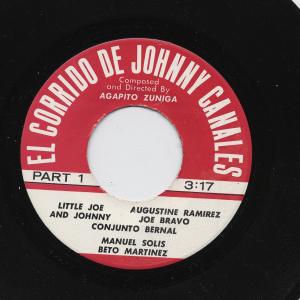 EL CORRIDO DE JOHNNY CANALES
Composed
and Directed By
AGAPITO ZUNIGA
PART 1
3:17
LITTLE JOE
AND JOHNNY
AUGUSTINE RAMIREZ
JOE BRAVO
CONJUNTO BERNAL
MANUEL SOLIS
BETO MARTINEZ